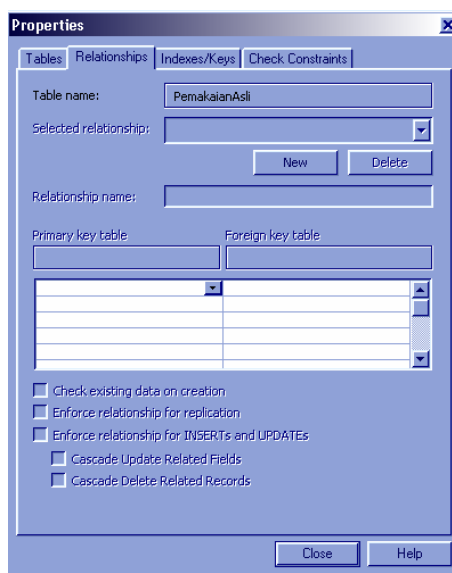 Properties
Tables Relationships Indexes/Keys Check Constraints
Table name: PemakaianAsli
Selected relationship:
New Delete
Relationship name:
Primary key table Foreign key table
Check existing data on creation
Enforce relationship for replication
Enforce relationship for INSERTs and UPDATEs
Cascade Update Related Fields
Cascade Delete Related Records
Close Help